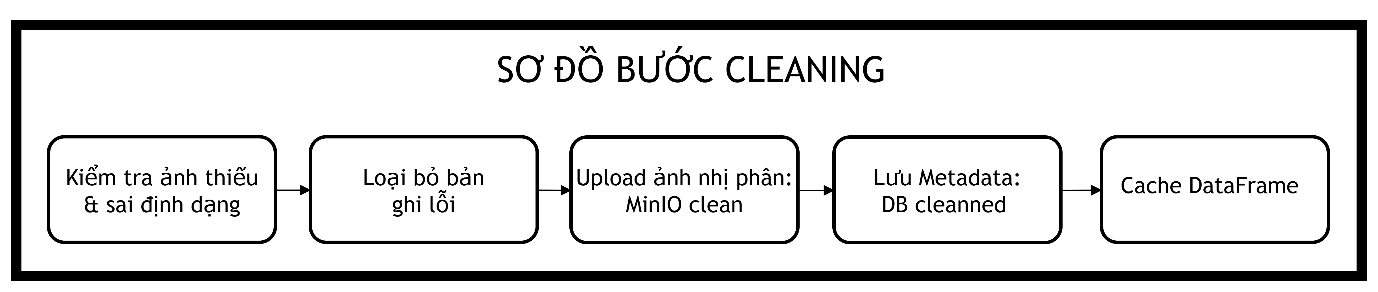 SƠ ĐỒ BƯỚC CLEANING
Kiểm tra ảnh thiếu
& sai định dạng
Loại bỏ bản
ghi lỗi
Upload ảnh nhị phân:
MinIO clean
Lưu Metadata:
DB cleanned
Cache DataFrame